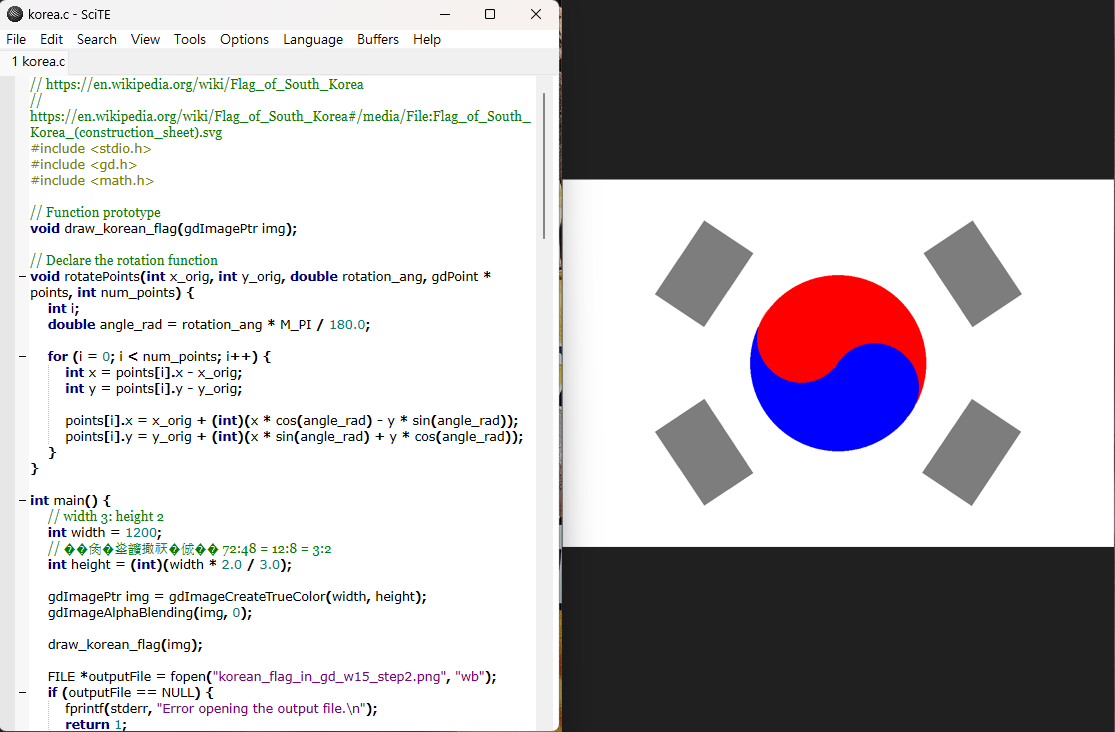 korea.c - SciTE
File Edit Search View Tools Options Language Buffers Help
1 korea.c
// https://en.wikipedia.org/wiki/Flag_of_South_Korea
//
https://en.wikipedia.org/wiki/Flag_of_South_Korea#/media/File:Flag_of_South_
Korea_(construction_sheet).svg
#include <stdio.h>
#include <gd.h>
#include <math.h>
// Function prototype
void draw_korean_flag(gdImagePtr img);
// Declare the rotation function
void rotatePoints(int x_orig, int y_orig, double rotation_ang, gdPoint *
points, int num_points) {
int i;
double angle_rad = rotation_ang * M_PI / 180.0;
for (i = 0; i < num_points; i++) {
int x = points[i].x - x_orig;
int y = points[i].y - y_orig;
points[i].x = x_orig + (int)(x * cos(angle_rad) - y * sin(angle_rad));
points[i].y = y_orig + (int)(x * sin(angle_rad) + y * cos(angle_rad));
}
}
int main() {
// width 3: height 2
int width = 1200;
// 72:48 = 12:8 = 3:2
int height = (int)(width * 2.0 / 3.0);
gdImagePtr img = gdImageCreateTrueColor(width, height);
gdImageAlphaBlending(img, 0);
draw_korean_flag(img);
FILE *outputFile = fopen("korean_flag_in_gd_w15_step2.png", "wb");
if (outputFile == NULL) {
fprintf(stderr, "Error opening the output file.\n");
return 1;